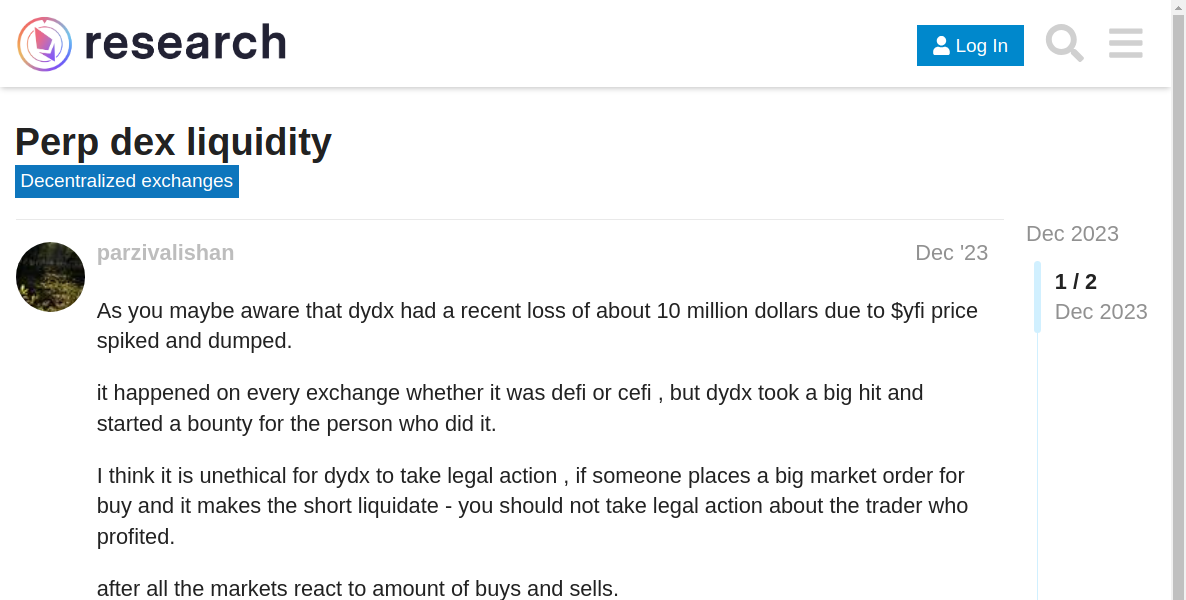 research
Log In
Perp dex liquidity
Decentralized exchanges
parzivalishan
Dec '23
Dec 2023
1 / 2
Dec 2023
As you maybe aware that dydx had a recent loss of about 10 million dollars due to $yfi price
spiked and dumped.
it happened on every exchange whether it was defi or cefi , but dydx took a big hit and
started a bounty for the person who did it.
I think it is unethical for dydx to take legal action , if someone places a big market order for
buy and it makes the short liquidate - you should not take legal action about the trader who
profited.
after all the markets react to amount of buys and sells.